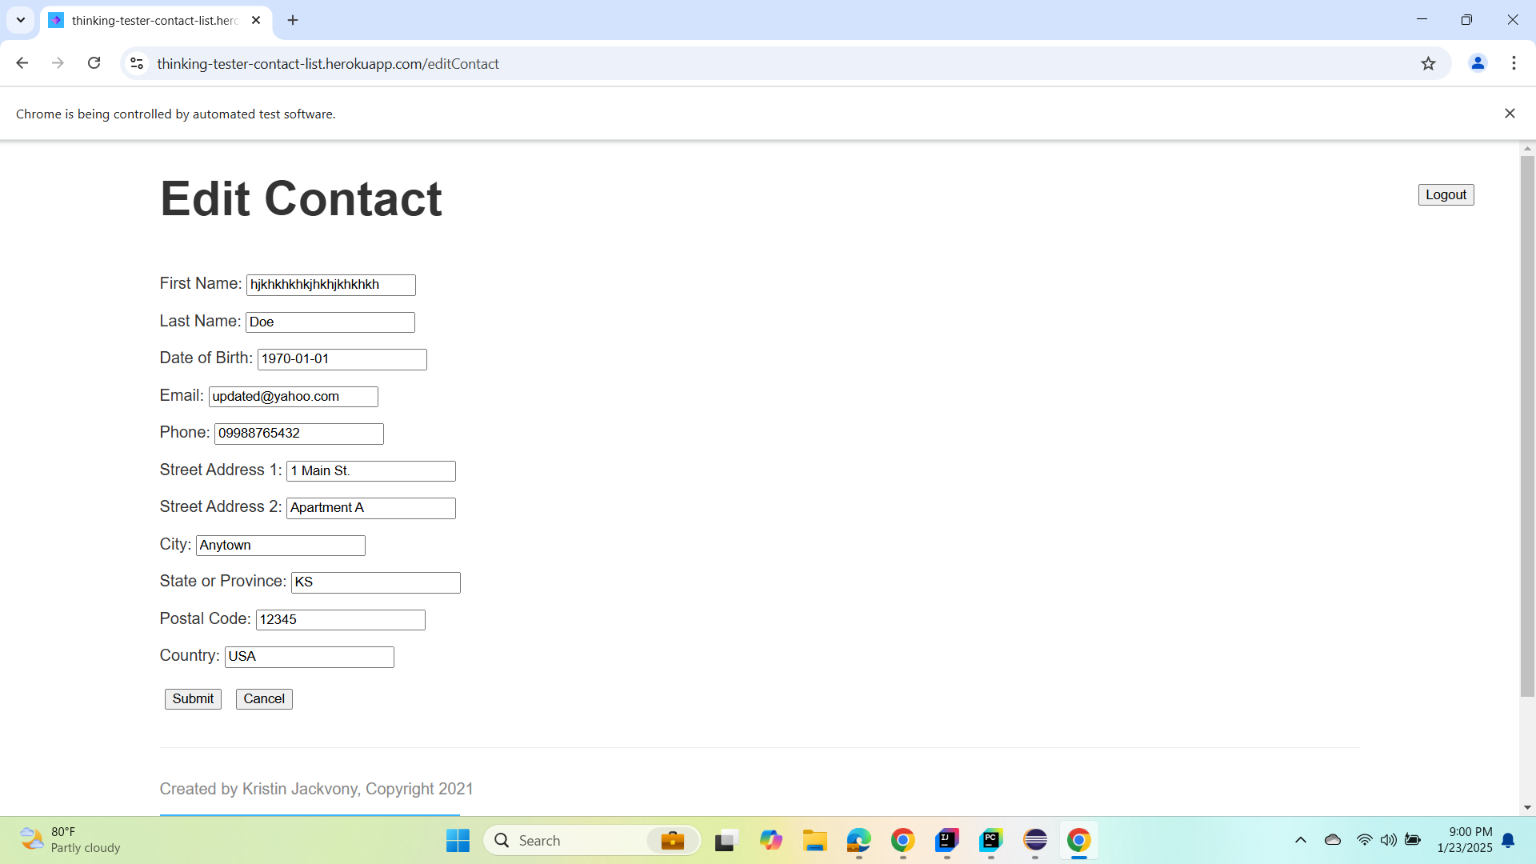 thinking-tester-contact-list.herc
thinking-tester-contact-list.herokuapp.com/editContact
Chrome is being controlled by automated test software.
Edit Contact
Logout
First Name: hjkhkhkhkjhkhjkhkhkh
Last Name: Doe
Date of Birth: 1970-01-01
Email: updated@yahoo.com
Phone: 09988765432
Street Address 1: 1 Main St.
Street Address 2: Apartment A
City: Anytown
State or Province: KS
Postal Code: 12345
Country: USA
Submit Cancel
Created by Kristin Jackvony, Copyright 2021
80°F
Partly cloudy
Search
IJ
PC
9:00 PM
1/23/2025